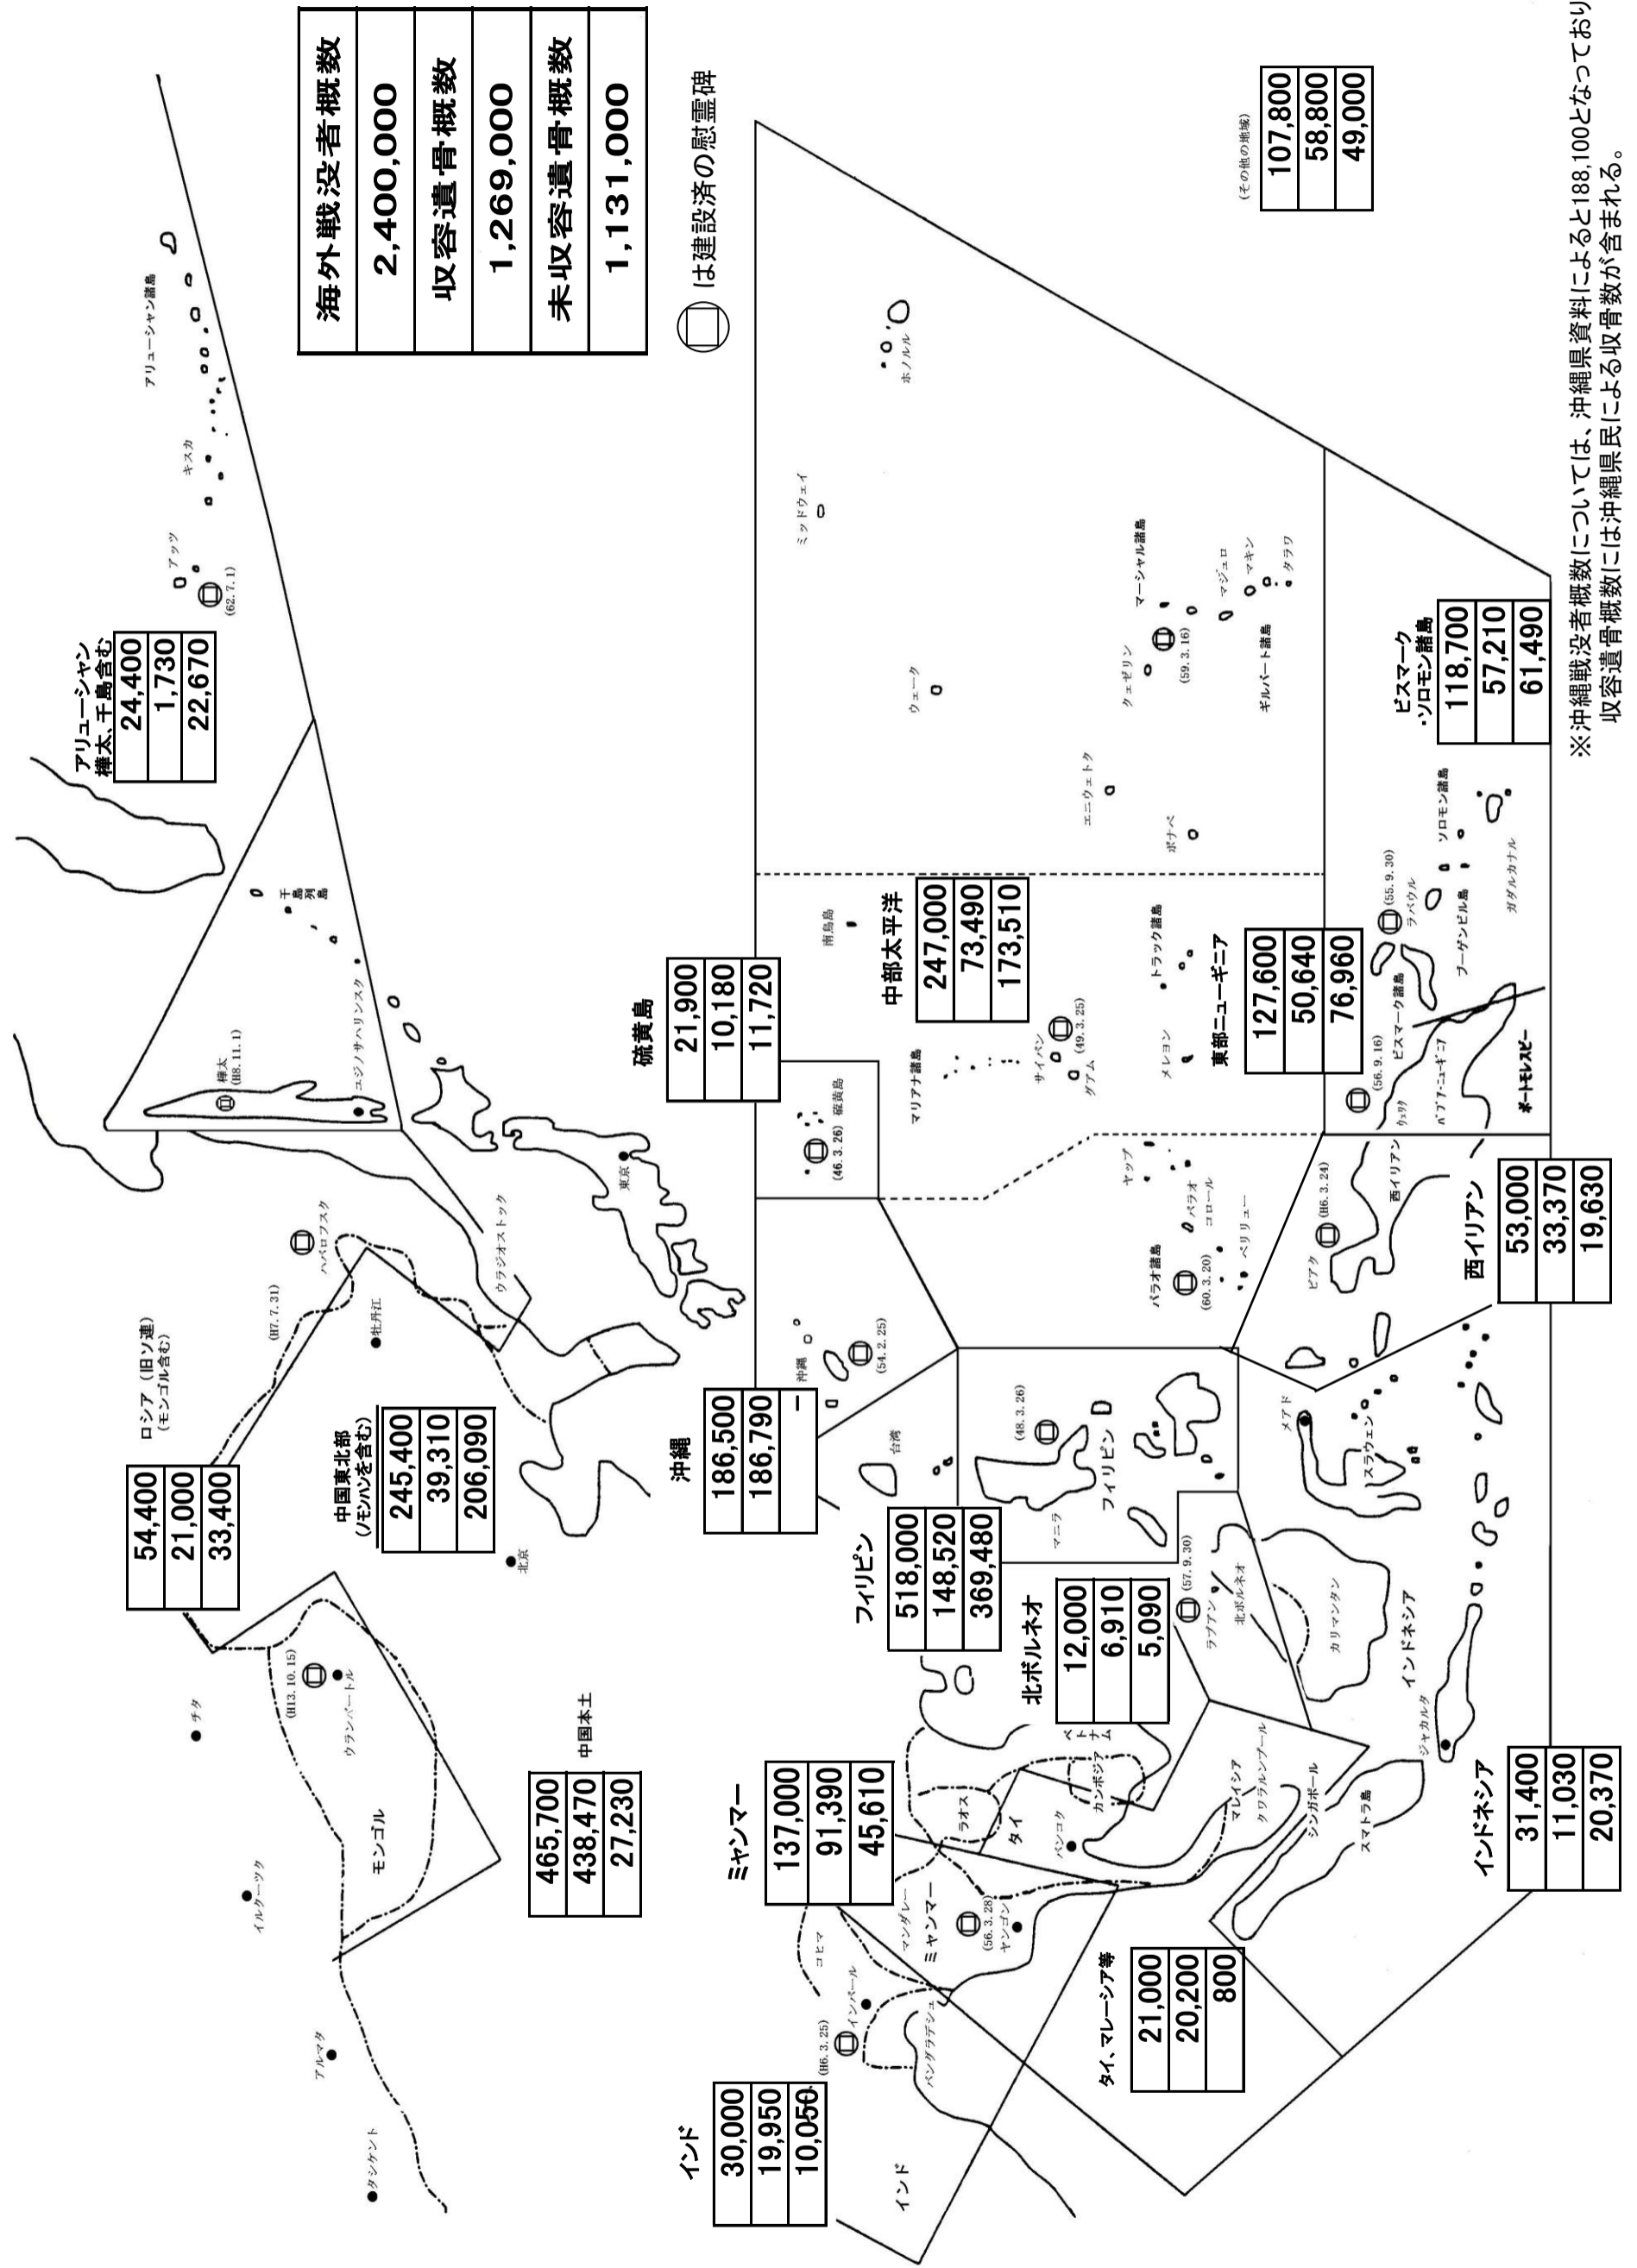 海外戦没者概数
2,400,000
収容遺骨概数
1,269,000
未収容遺骨概数
1,131,000
は建設済の慰霊碑
アリューシャン
樺太、千島含む
24,400
1,730
22,670
アリューシャン諸島
キスカ
アッツ
(62.7.1)
千島列島
樺太
(H8.11.1)
ユジノサハリンスク
ロシア（旧ソ連）
(モンゴル含む)
54,400
21,000
33,400
(H7.7.31)
ハバロフスク
ウラジオストック
牡丹江
東京
チタ
イルクーツク
(H13.10.15)
ウランバートル
モンゴル
アルマタ
タシケント
中国東北部
(ノモンハンを含む)
245,400
39,310
206,090
北京
中国本土
465,700
438,470
27,230
硫黄島
21,900
10,180
11,720
(46.3.26)
硫黄島
沖縄
186,500
186,790
ー
沖縄
(54.2.25)
台湾
中部太平洋
247,000
73,490
173,510
南鳥島
ミッドウェイ
ホノルル
ウェーク
マリアナ諸島
サイパン
(49.3.25)
グアム
メレヨン
トラック諸島
ポナペ
エニウェトク
クェゼリン
マーシャル諸島
(59.3.16)
マジュロ
マキン
タラワ
ギルバート諸島
ヤップ
パラオ諸島
パラオ
コロール
(60.3.20)
ペリリュー
フィリピン
518,000
148,520
369,480
(48.3.26)
マニラ
フィリピン
ミャンマー
137,000
91,390
45,610
コヒマ
マンダレー
ミャンマー
(56.3.28)
ヤンゴン
インド
30,000
19,950
10,050
(H6.3.25)
インパール
バングラデシュ
インド
ラオス
タイ
バンコク
カンボジア
ベトナム
北ボルネオ
12,000
6,910
5,090
(57.9.30)
ラブアン
北ボルネオ
カリマンタン
タイ、マレーシア等
21,000
20,200
800
マレイシア
クワラルンプール
シンガポール
スマトラ島
インドネシア
ジャカルタ
インドネシア
31,400
11,030
20,370
メナド
スラウェシ
西イリアン
53,000
33,370
19,630
ビアク
(H6.3.24)
西イリアン
東部ニューギニア
127,600
50,640
76,960
(56.9.16)
ウェワク
パプア・ニューギニア
ポートモレスビー
ビスマーク諸島
(55.9.30)
ラバウル
ブーゲンビル島
ソロモン諸島
ガダルカナル
ビスマーク
・ソロモン諸島
118,700
57,210
61,490
(その他の地域)
107,800
58,800
49,000
※沖縄戦没者概数については、沖縄県資料によると188,100となっており
収容遺骨概数には沖縄県民による収骨数が含まれる。